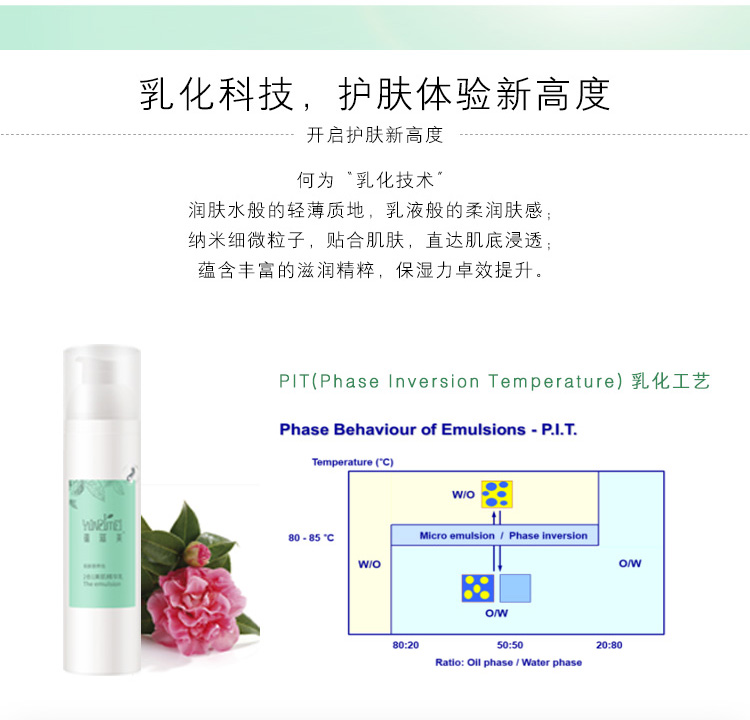 乳化科技，护肤体验新高度
开启护肤新高度
何为“乳化技术”
润肤水般的轻薄质地，乳液般的柔润肤感；
纳米细微粒子，贴合肌肤，直达肌底浸透；
蕴含丰富的滋润精粹，保湿力卓效提升。
PIT(Phase Inversion Temperature) 乳化工艺
Phase Behaviour of Emulsions - P.I.T.
Temperature (°C)
W/O
80 - 85 °C
Micro emulsion / Phase inversion
W/O
O/W
O/W
80:20
50:50
20:80
Ratio: Oil phase / Water phase
The emulsion